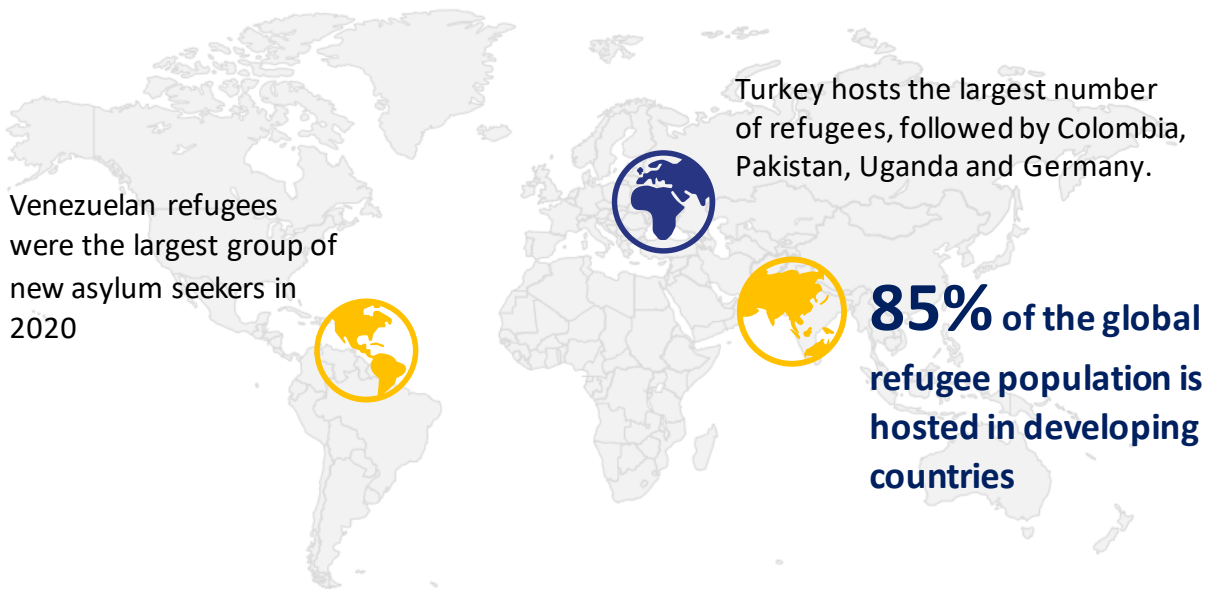 Turkey hosts the largest number
of refugees, followed by Colombia,
Pakistan, Uganda and Germany.
Venezuelan refugees
were the largest group of
new asylum seekers in
2020
85% of the global
refugee population is
hosted in developing
countries